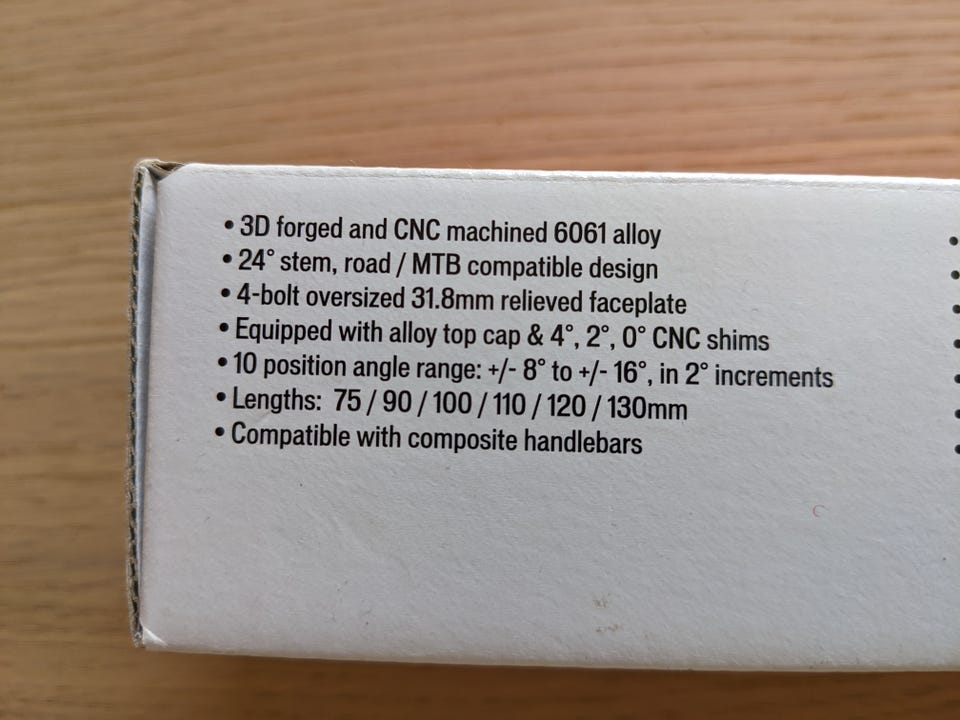 • 3D forged and CNC machined 6061 alloy
• 24° stem, road / MTB compatible design
• 4-bolt oversized 31.8mm relieved faceplate
• Equipped with alloy top cap & 4°, 2°, 0° CNC shims
• 10 position angle range: +/- 8° to +/- 16°, in 2° increments
• Lengths: 75 / 90 / 100 / 110 / 120 / 130mm
• Compatible with composite handlebars